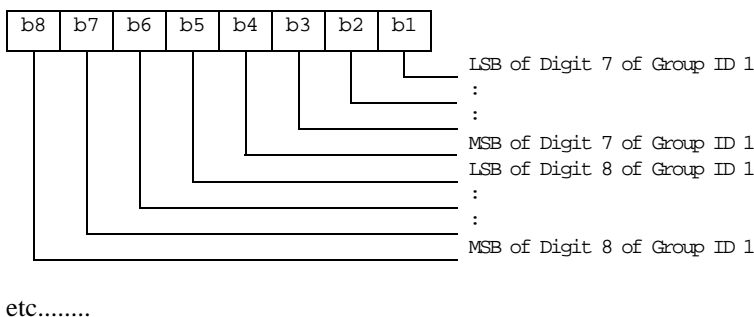 b8 b7 b6 b5 b4 b3 b2 b1
LSB of Digit 7 of Group ID 1
:
:
MSB of Digit 7 of Group ID 1
LSB of Digit 8 of Group ID 1
:
:
MSB of Digit 8 of Group ID 1
etc........